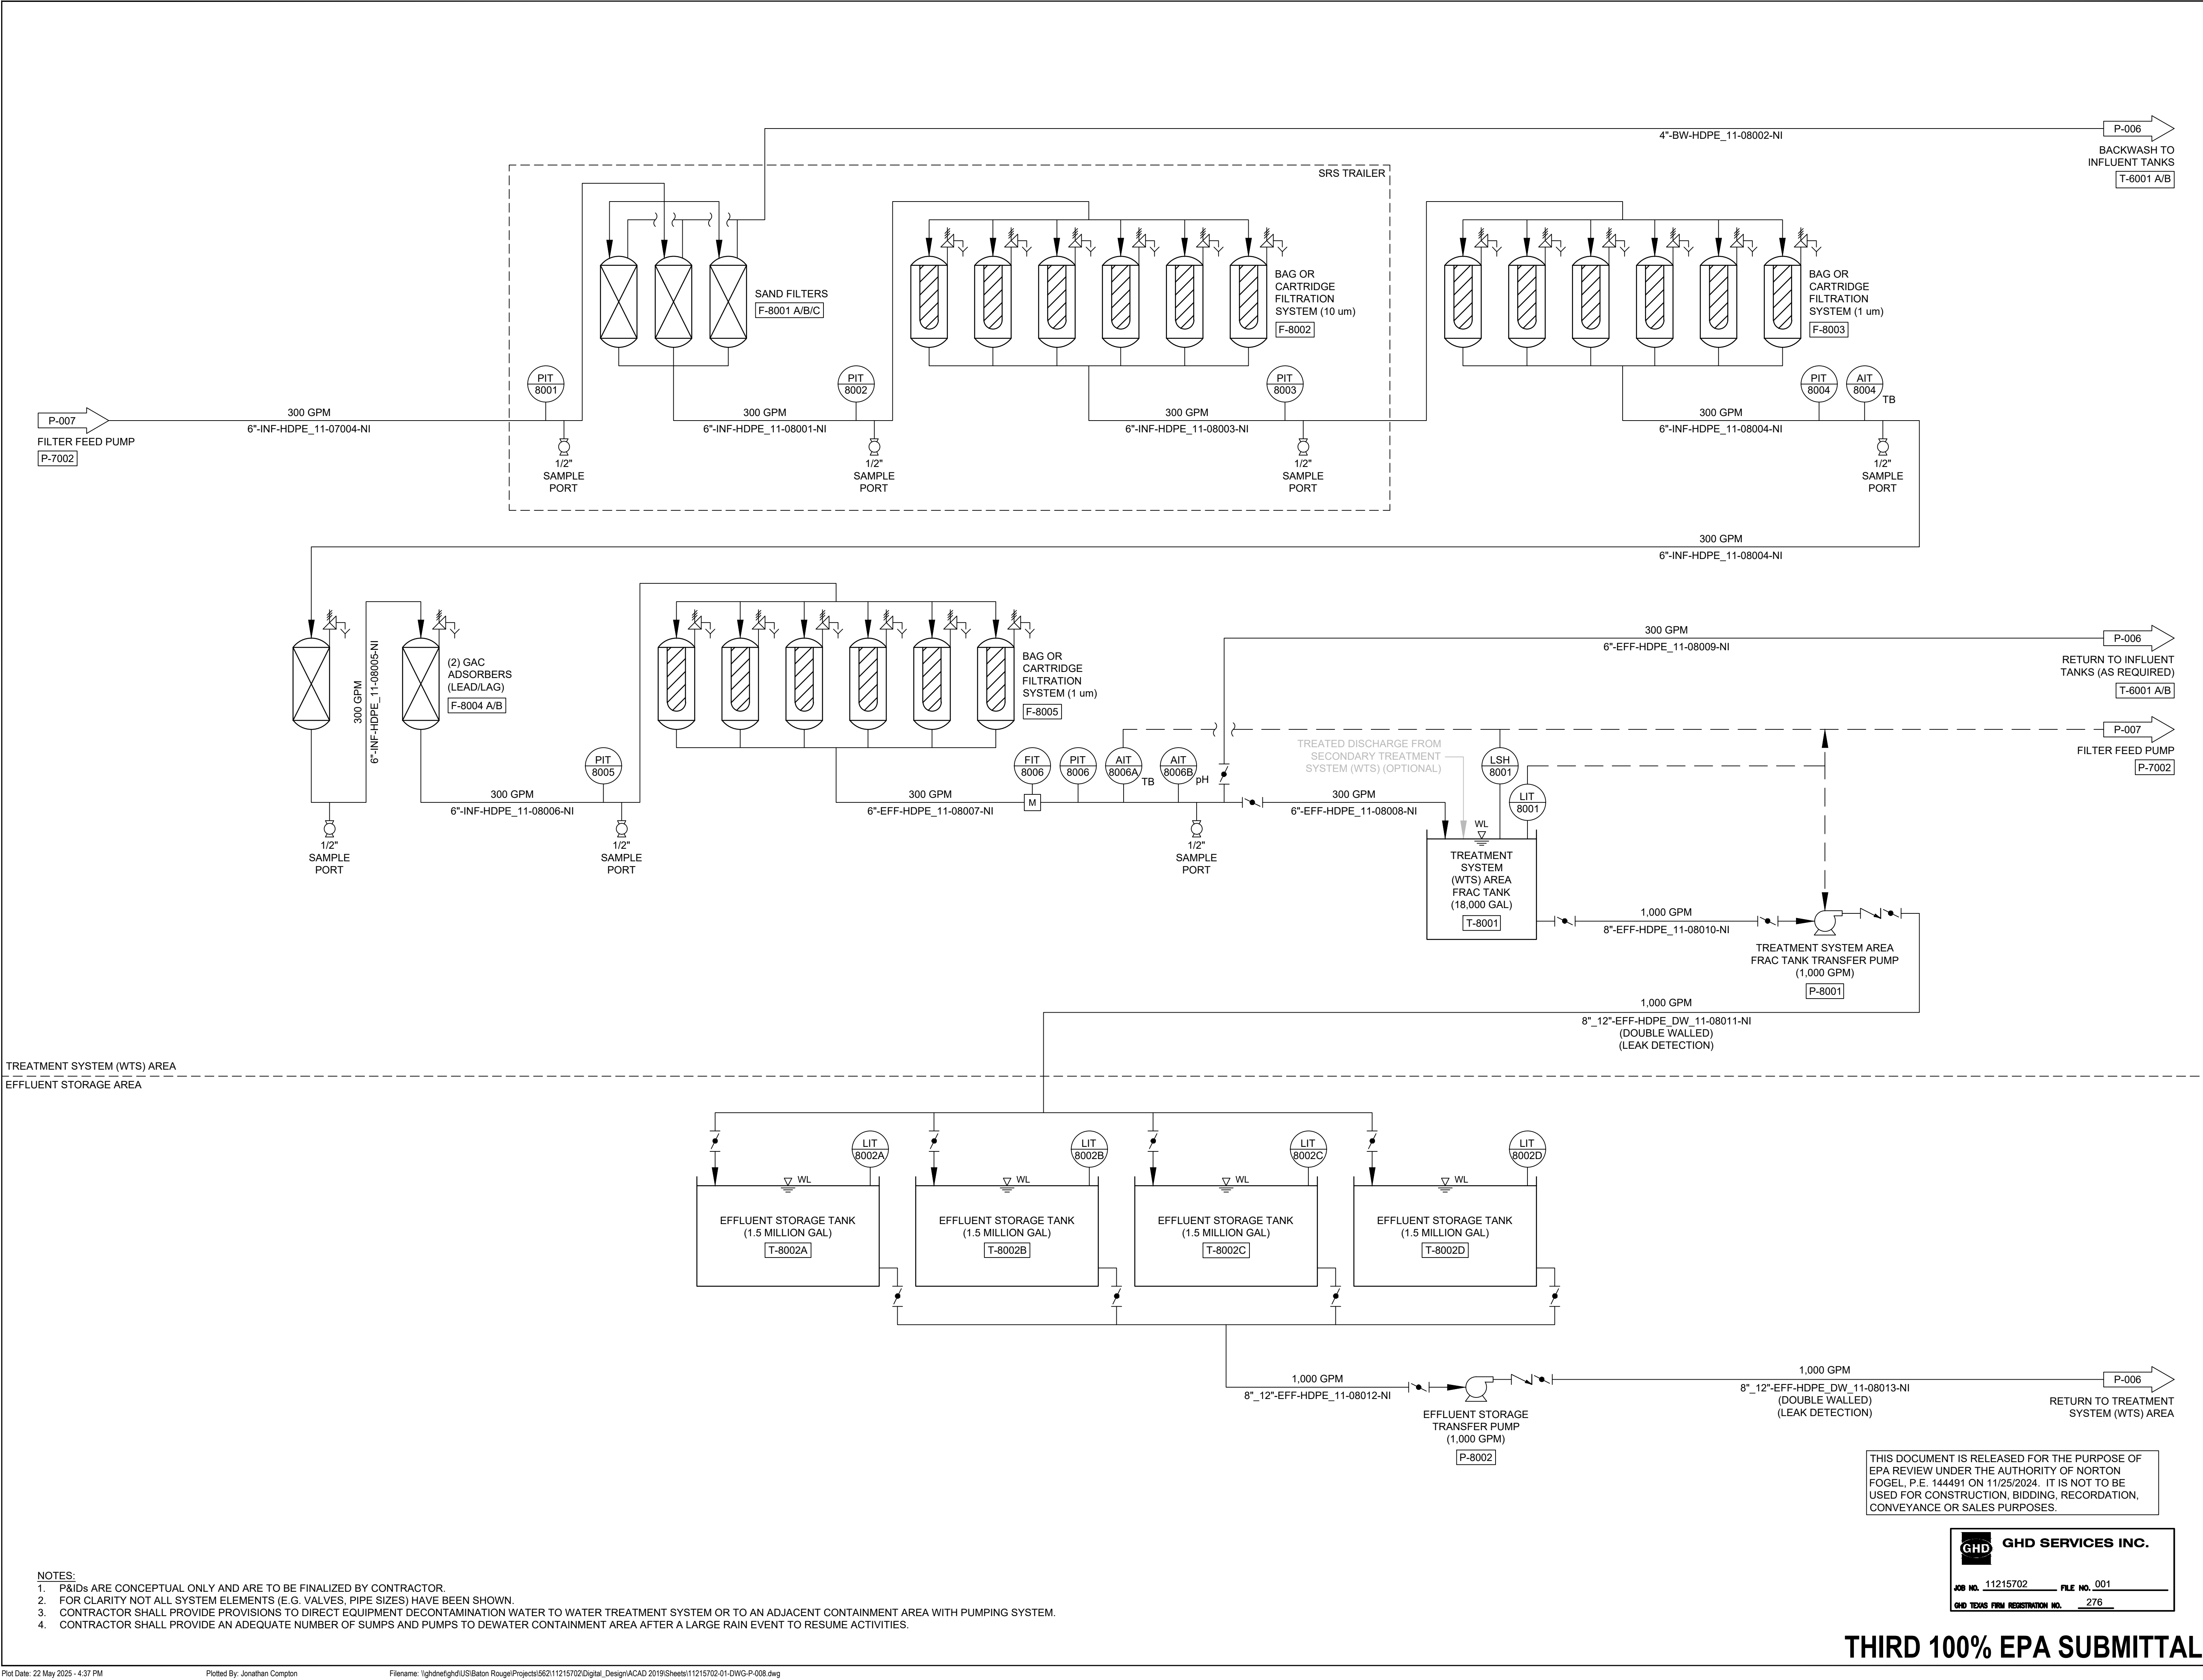 4"-BW-HDPE_11-08002-NI
P-006
BACKWASH TO
INFLUENT TANKS
T-6001 A/B
SRS TRAILER
SAND FILTERS
F-8001 A/B/C
BAG OR
CARTRIDGE
FILTRATION
SYSTEM (10 um)
F-8002
BAG OR
CARTRIDGE
FILTRATION
SYSTEM (1 um)
F-8003
PIT
8001
PIT
8002
PIT
8003
PIT
8004
AIT
8004
TB
P-007
FILTER FEED PUMP
P-7002
300 GPM
6"-INF-HDPE_11-07004-NI
300 GPM
6"-INF-HDPE_11-08001-NI
300 GPM
6"-INF-HDPE_11-08003-NI
300 GPM
6"-INF-HDPE_11-08004-NI
1/2"
SAMPLE
PORT
1/2"
SAMPLE
PORT
1/2"
SAMPLE
PORT
1/2"
SAMPLE
PORT
300 GPM
6"-INF-HDPE_11-08004-NI
300 GPM
6"-INF-HDPE_11-08005-NI
(2) GAC
ADSORBERS
(LEAD/LAG)
F-8004 A/B
BAG OR
CARTRIDGE
FILTRATION
SYSTEM (1 um)
F-8005
300 GPM
6"-EFF-HDPE_11-08009-NI
P-006
RETURN TO INFLUENT
TANKS (AS REQUIRED)
T-6001 A/B
P-007
FILTER FEED PUMP
P-7002
PIT
8005
FIT
8006
M
PIT
8006
AIT
8006A
TB
AIT
8006B
pH
TREATED DISCHARGE FROM
SECONDARY TREATMENT
SYSTEM (WTS) (OPTIONAL)
LSH
8001
LIT
8001
300 GPM
6"-INF-HDPE_11-08006-NI
300 GPM
6"-EFF-HDPE_11-08007-NI
300 GPM
6"-EFF-HDPE_11-08008-NI
1/2"
SAMPLE
PORT
1/2"
SAMPLE
PORT
1/2"
SAMPLE
PORT
WL
TREATMENT
SYSTEM
(WTS) AREA
FRAC TANK
(18,000 GAL)
T-8001
1,000 GPM
8"-EFF-HDPE_11-08010-NI
TREATMENT SYSTEM AREA
FRAC TANK TRANSFER PUMP
(1,000 GPM)
P-8001
1,000 GPM
8"_12"-EFF-HDPE_DW_11-08011-NI
(DOUBLE WALLED)
(LEAK DETECTION)
TREATMENT SYSTEM (WTS) AREA
EFFLUENT STORAGE AREA
LIT
8002A
LIT
8002B
LIT
8002C
LIT
8002D
WL
WL
WL
WL
EFFLUENT STORAGE TANK
(1.5 MILLION GAL)
T-8002A
EFFLUENT STORAGE TANK
(1.5 MILLION GAL)
T-8002B
EFFLUENT STORAGE TANK
(1.5 MILLION GAL)
T-8002C
EFFLUENT STORAGE TANK
(1.5 MILLION GAL)
T-8002D
1,000 GPM
8"_12"-EFF-HDPE_11-08012-NI
EFFLUENT STORAGE
TRANSFER PUMP
(1,000 GPM)
P-8002
1,000 GPM
8"_12"-EFF-HDPE_DW_11-08013-NI
(DOUBLE WALLED)
(LEAK DETECTION)
P-006
RETURN TO TREATMENT
SYSTEM (WTS) AREA
THIS DOCUMENT IS RELEASED FOR THE PURPOSE OF
EPA REVIEW UNDER THE AUTHORITY OF NORTON
FOGEL, P.E. 144491 ON 11/25/2024. IT IS NOT TO BE
USED FOR CONSTRUCTION, BIDDING, RECORDATION,
CONVEYANCE OR SALES PURPOSES.
GHD
GHD SERVICES INC.
JOB NO. 11215702 FILE NO. 001
GHD TEXAS FIRM REGISTRATION NO. 276
NOTES:
1. P&IDs ARE CONCEPTUAL ONLY AND ARE TO BE FINALIZED BY CONTRACTOR.
2. FOR CLARITY NOT ALL SYSTEM ELEMENTS (E.G. VALVES, PIPE SIZES) HAVE BEEN SHOWN.
3. CONTRACTOR SHALL PROVIDE PROVISIONS TO DIRECT EQUIPMENT DECONTAMINATION WATER TO WATER TREATMENT SYSTEM OR TO AN ADJACENT CONTAINMENT AREA WITH PUMPING SYSTEM.
4. CONTRACTOR SHALL PROVIDE AN ADEQUATE NUMBER OF SUMPS AND PUMPS TO DEWATER CONTAINMENT AREA AFTER A LARGE RAIN EVENT TO RESUME ACTIVITIES.
THIRD 100% EPA SUBMITTAL
Plot Date: 22 May 2025 - 4:37 PM
Plotted By: Jonathan Compton
Filename: \\ghdnet\ghd\US\Baton Rouge\Projects\562\11215702\Digital_Design\ACAD 2019\Sheets\11215702-01-DWG-P-008.dwg